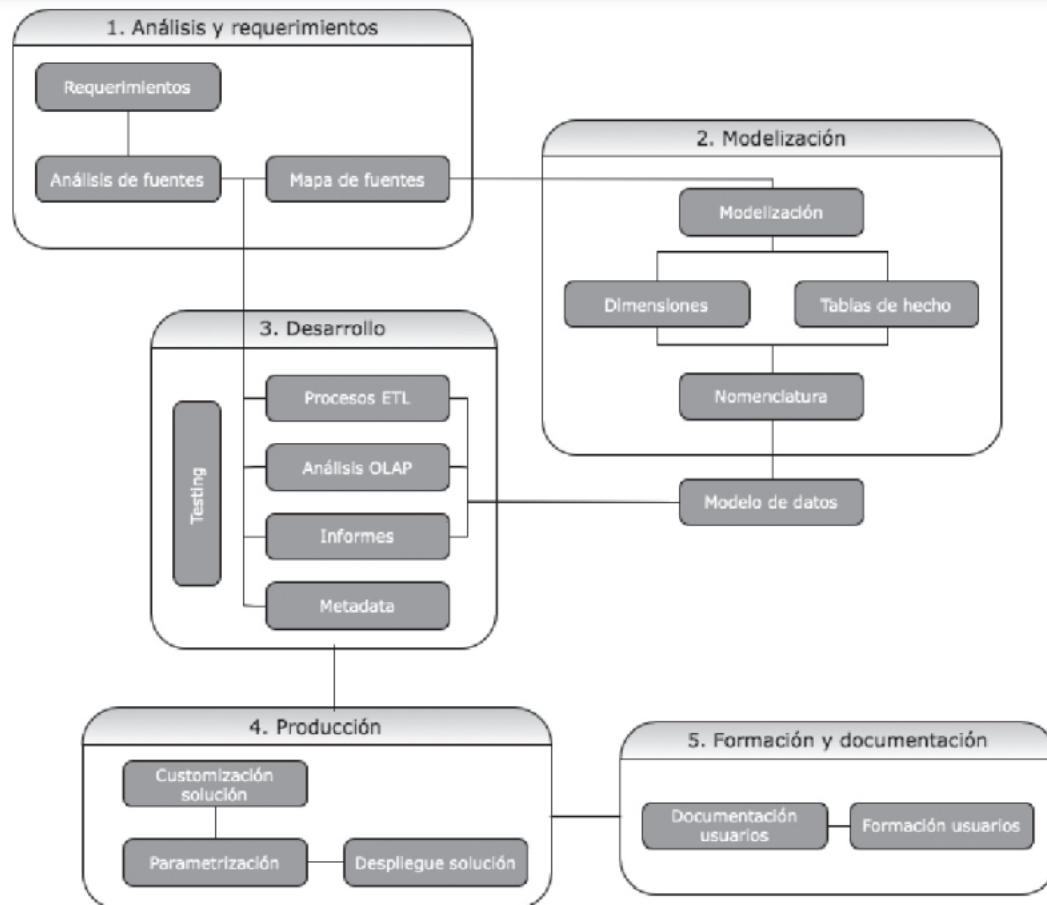 1. Análisis y requerimientos
Requerimientos
Análisis de fuentes
Mapa de fuentes
2. Modelización
Modelización
Dimensiones
Tablas de hecho
Nomenclatura
Modelo de datos
3. Desarrollo
Testing
Procesos ETL
Análisis OLAP
Informes
Metadata
4. Producción
Customización
solución
Parametrización
Despliegue solución
5. Formación y documentación
Documentación
usuarios
Formación usuarios